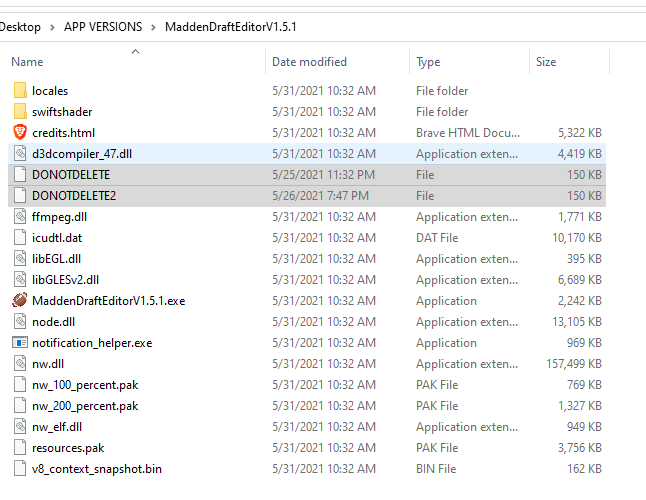 Desktop > APP VERSIONS > MaddenDraftEditorV1.5.1
Name Date modified Type Size
locales 5/31/2021 10:32 AM File folder
swiftshader 5/31/2021 10:32 AM File folder
credits.html 5/31/2021 10:32 AM Brave HTML Docu... 5,322 KB
d3dcompiler_47.dll 5/31/2021 10:32 AM Application exten... 4,419 KB
DONOTDELETE 5/25/2021 11:32 PM File 150 KB
DONOTDELETE2 5/26/2021 7:47 PM File 150 KB
ffmpeg.dll 5/31/2021 10:32 AM Application exten... 1,771 KB
icudtl.dat 5/31/2021 10:32 AM DAT File 10,170 KB
libEGL.dll 5/31/2021 10:32 AM Application exten... 395 KB
libGLESv2.dll 5/31/2021 10:32 AM Application exten... 6,689 KB
MaddenDraftEditorV1.5.1.exe 5/31/2021 10:32 AM Application 2,242 KB
node.dll 5/31/2021 10:32 AM Application exten... 13,105 KB
notification_helper.exe 5/31/2021 10:32 AM Application 969 KB
nw.dll 5/31/2021 10:32 AM Application exten... 157,499 KB
nw_100_percent.pak 5/31/2021 10:32 AM PAK File 769 KB
nw_200_percent.pak 5/31/2021 10:32 AM PAK File 1,327 KB
nw_elf.dll 5/31/2021 10:32 AM Application exten... 949 KB
resources.pak 5/31/2021 10:32 AM PAK File 3,756 KB
v8_context_snapshot.bin 5/31/2021 10:32 AM BIN File 162 KB